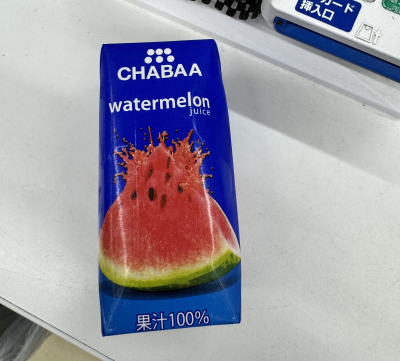 カード
挿入口
CHABAA
watermelon
juice
果汁100%